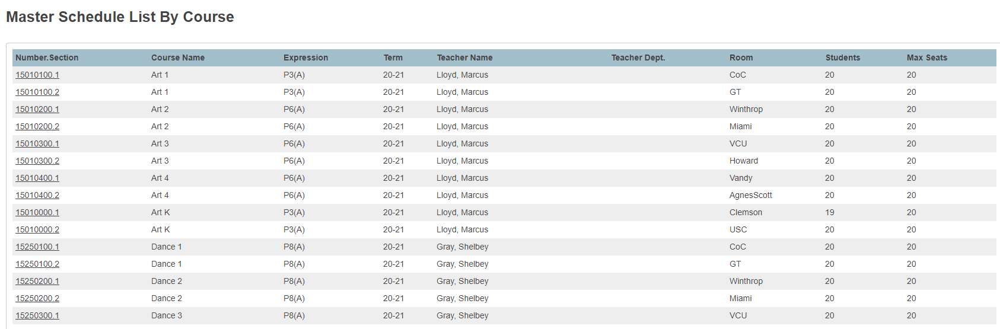 Master Schedule List By Course
Number.Section Course Name Expression Term Teacher Name Teacher Dept. Room Students Max Seats
15010100.1 Art 1 P3(A) 20-21 Lloyd, Marcus CoC 20 20
15010100.2 Art 1 P3(A) 20-21 Lloyd, Marcus GT 20 20
15010200.1 Art 2 P6(A) 20-21 Lloyd, Marcus Winthrop 20 20
15010200.2 Art 2 P6(A) 20-21 Lloyd, Marcus Miami 20 20
15010300.1 Art 3 P6(A) 20-21 Lloyd, Marcus VCU 20 20
15010300.2 Art 3 P6(A) 20-21 Lloyd, Marcus Howard 20 20
15010400.1 Art 4 P6(A) 20-21 Lloyd, Marcus Vandy 20 20
15010400.2 Art 4 P6(A) 20-21 Lloyd, Marcus AgnesScott 20 20
15010000.1 Art K P3(A) 20-21 Lloyd, Marcus Clemson 19 20
15010000.2 Art K P3(A) 20-21 Lloyd, Marcus USC 20 20
15250100.1 Dance 1 P8(A) 20-21 Gray, Shelbey CoC 20 20
15250100.2 Dance 1 P8(A) 20-21 Gray, Shelbey GT 20 20
15250200.1 Dance 2 P8(A) 20-21 Gray, Shelbey Winthrop 20 20
15250200.2 Dance 2 P8(A) 20-21 Gray, Shelbey Miami 20 20
15250300.1 Dance 3 P8(A) 20-21 Gray, Shelbey VCU 20 20